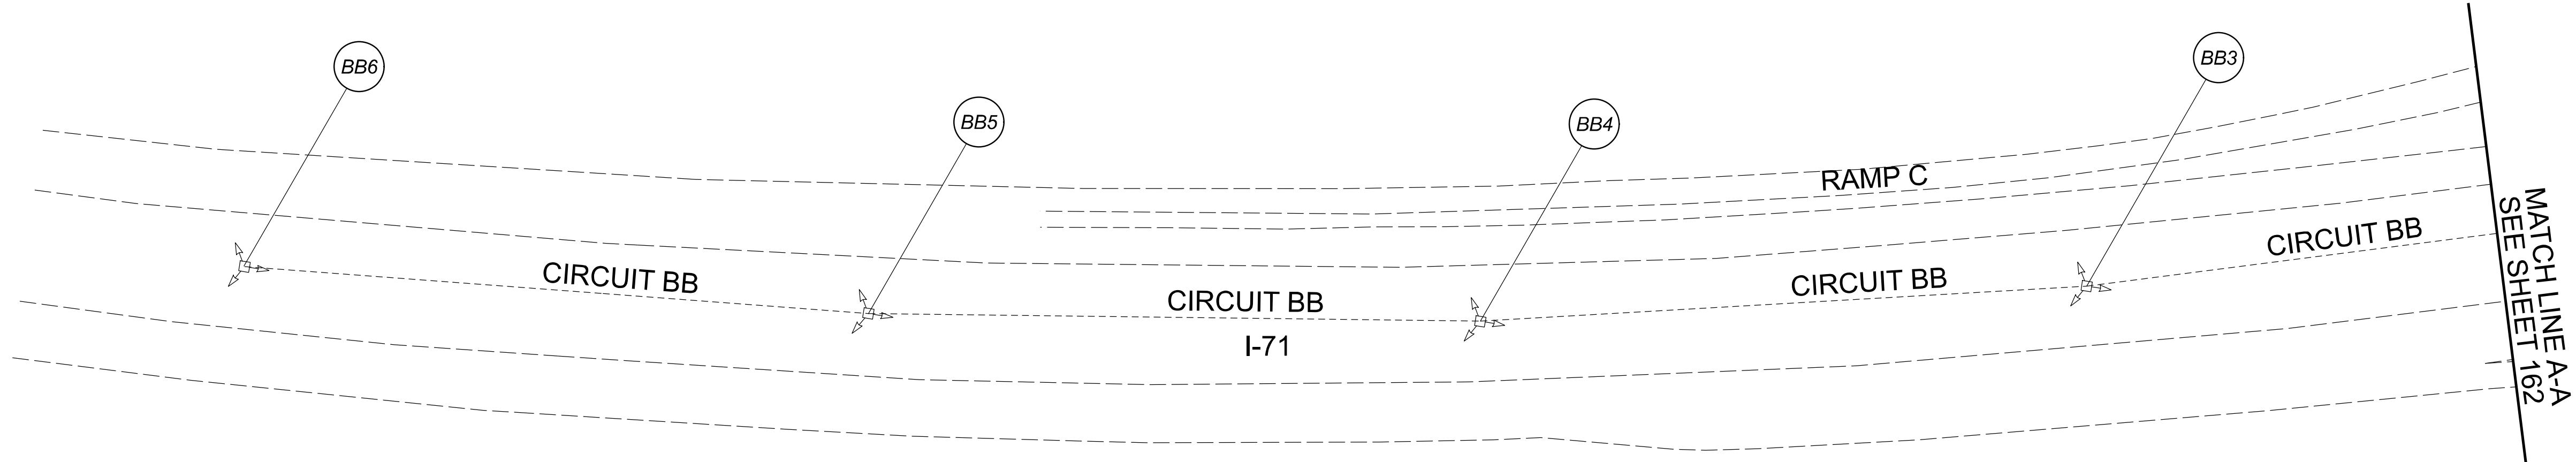 BB6
BB5
BB4
BB3
RAMP C
CIRCUIT BB
CIRCUIT BB
CIRCUIT BB
CIRCUIT BB
I-71
MATCH LINE A-A
SEE SHEET 162